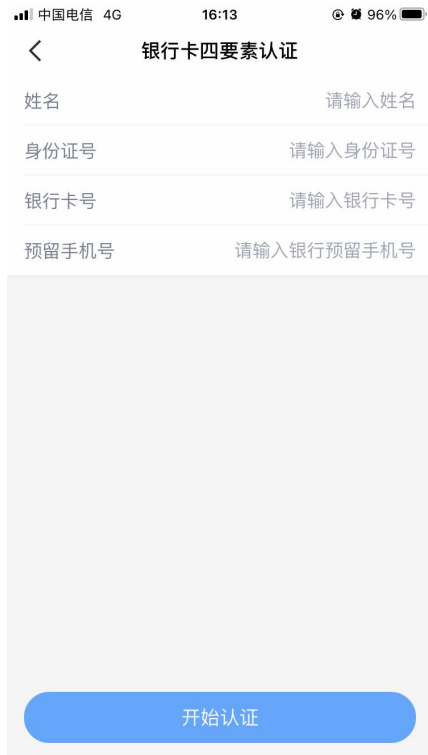 中国电信 4G 16:13 96%
银行卡四要素认证
姓名 请输入姓名
身份证号 请输入身份证号
银行卡号 请输入银行卡号
预留手机号 请输入银行预留手机号
开始认证